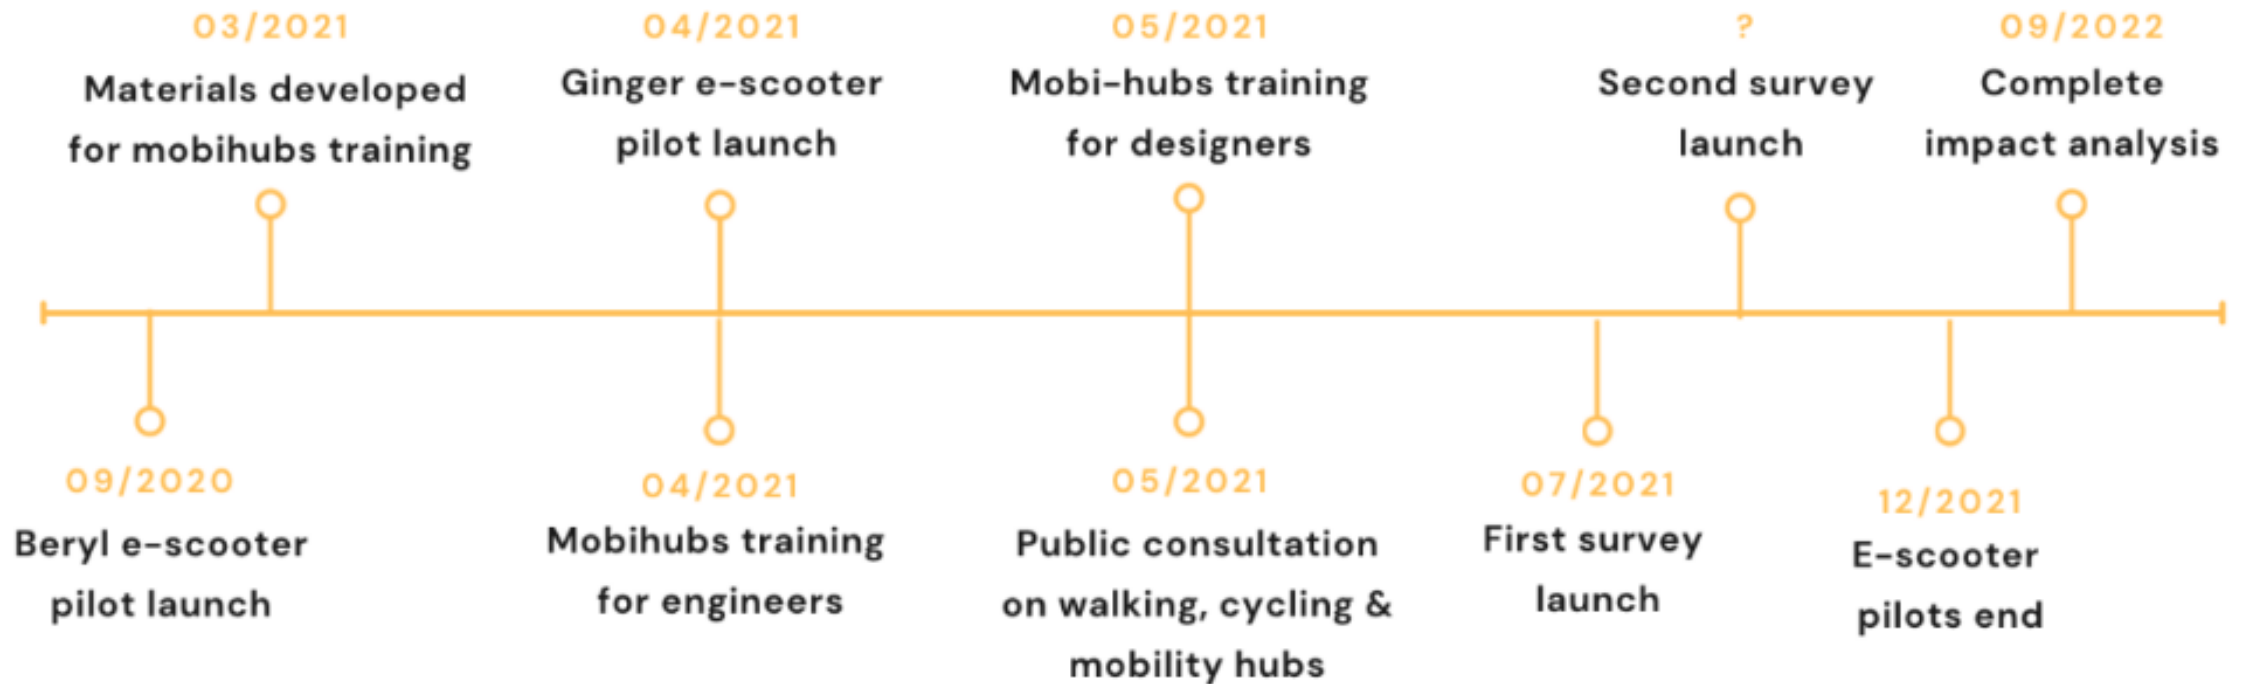 03/2021
Materials developed
for mobihubs training
04/2021
Ginger e-scooter
pilot launch
05/2021
Mobi-hubs training
for designers
?
Second survey
launch
09/2022
Complete
impact analysis
09/2020
Beryl e-scooter
pilot launch
04/2021
Mobihubs training
for engineers
05/2021
Public consultation
on walking, cycling &
mobility hubs
07/2021
First survey
launch
12/2021
E-scooter
pilots end